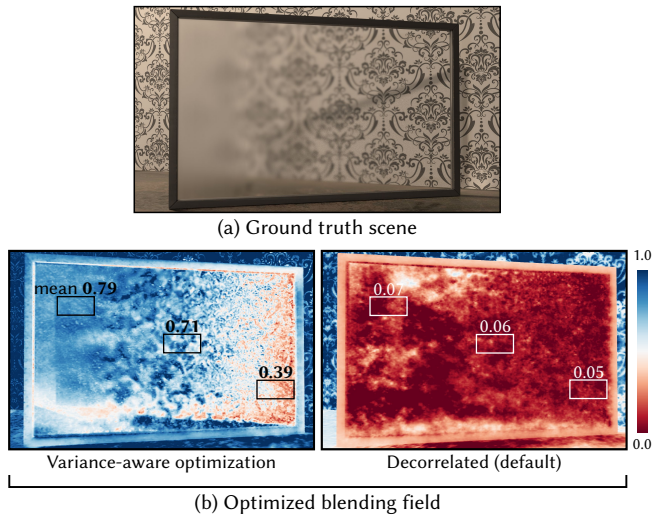 (a) Ground truth scene
mean 0.79
0.71
0.39
0.07
0.06
0.05
1.0
0.0
Variance-aware optimization
Decorrelated (default)
(b) Optimized blending field